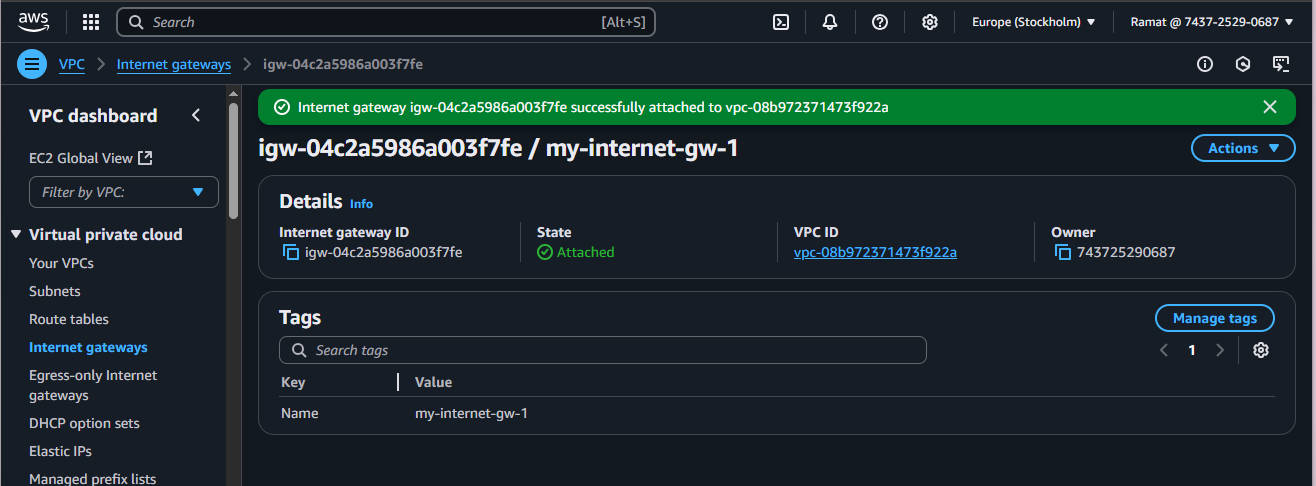 aws
Search [Alt+S]
Europe (Stockholm) Ramat @ 7437-2529-0687
VPC Internet gateways igw-04c2a5986a003f7fe
VPC dashboard
EC2 Global View
Filter by VPC:
Virtual private cloud
Your VPCs
Subnets
Route tables
Internet gateways
Egress-only Internet
gateways
DHCP option sets
Elastic IPs
Managed prefix lists
Internet gateway igw-04c2a5986a003f7fe successfully attached to vpc-08b972371473f922a
igw-04c2a5986a003f7fe / my-internet-gw-1
Actions
Details Info
Internet gateway ID State VPC ID Owner
igw-04c2a5986a003f7fe Attached vpc-08b972371473f922a 743725290687
Tags
Manage tags
Search tags
1
Key Value
Name my-internet-gw-1